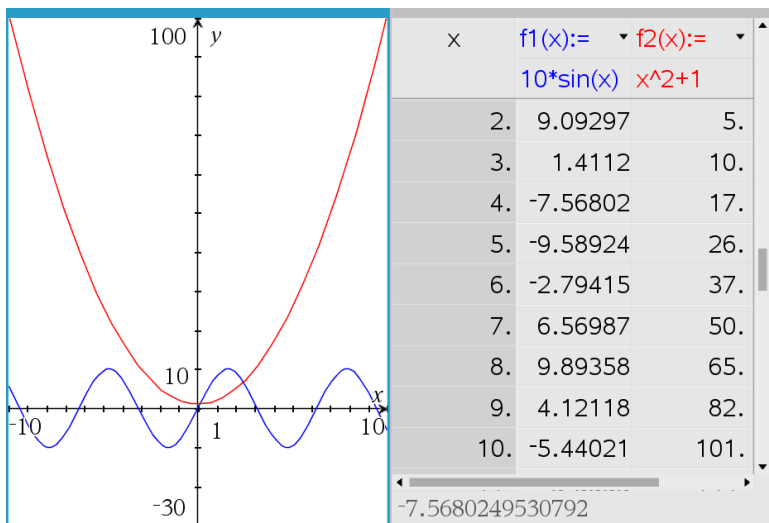 100 y
10
x
-10 1 10
-30
x f1(x):= f2(x):=
10*sin(x) x^2+1
2. 9.09297 5.
3. 1.4112 10.
4. -7.56802 17.
5. -9.58924 26.
6. -2.79415 37.
7. 6.56987 50.
8. 9.89358 65.
9. 4.12118 82.
10. -5.44021 101.
-7.5680249530792